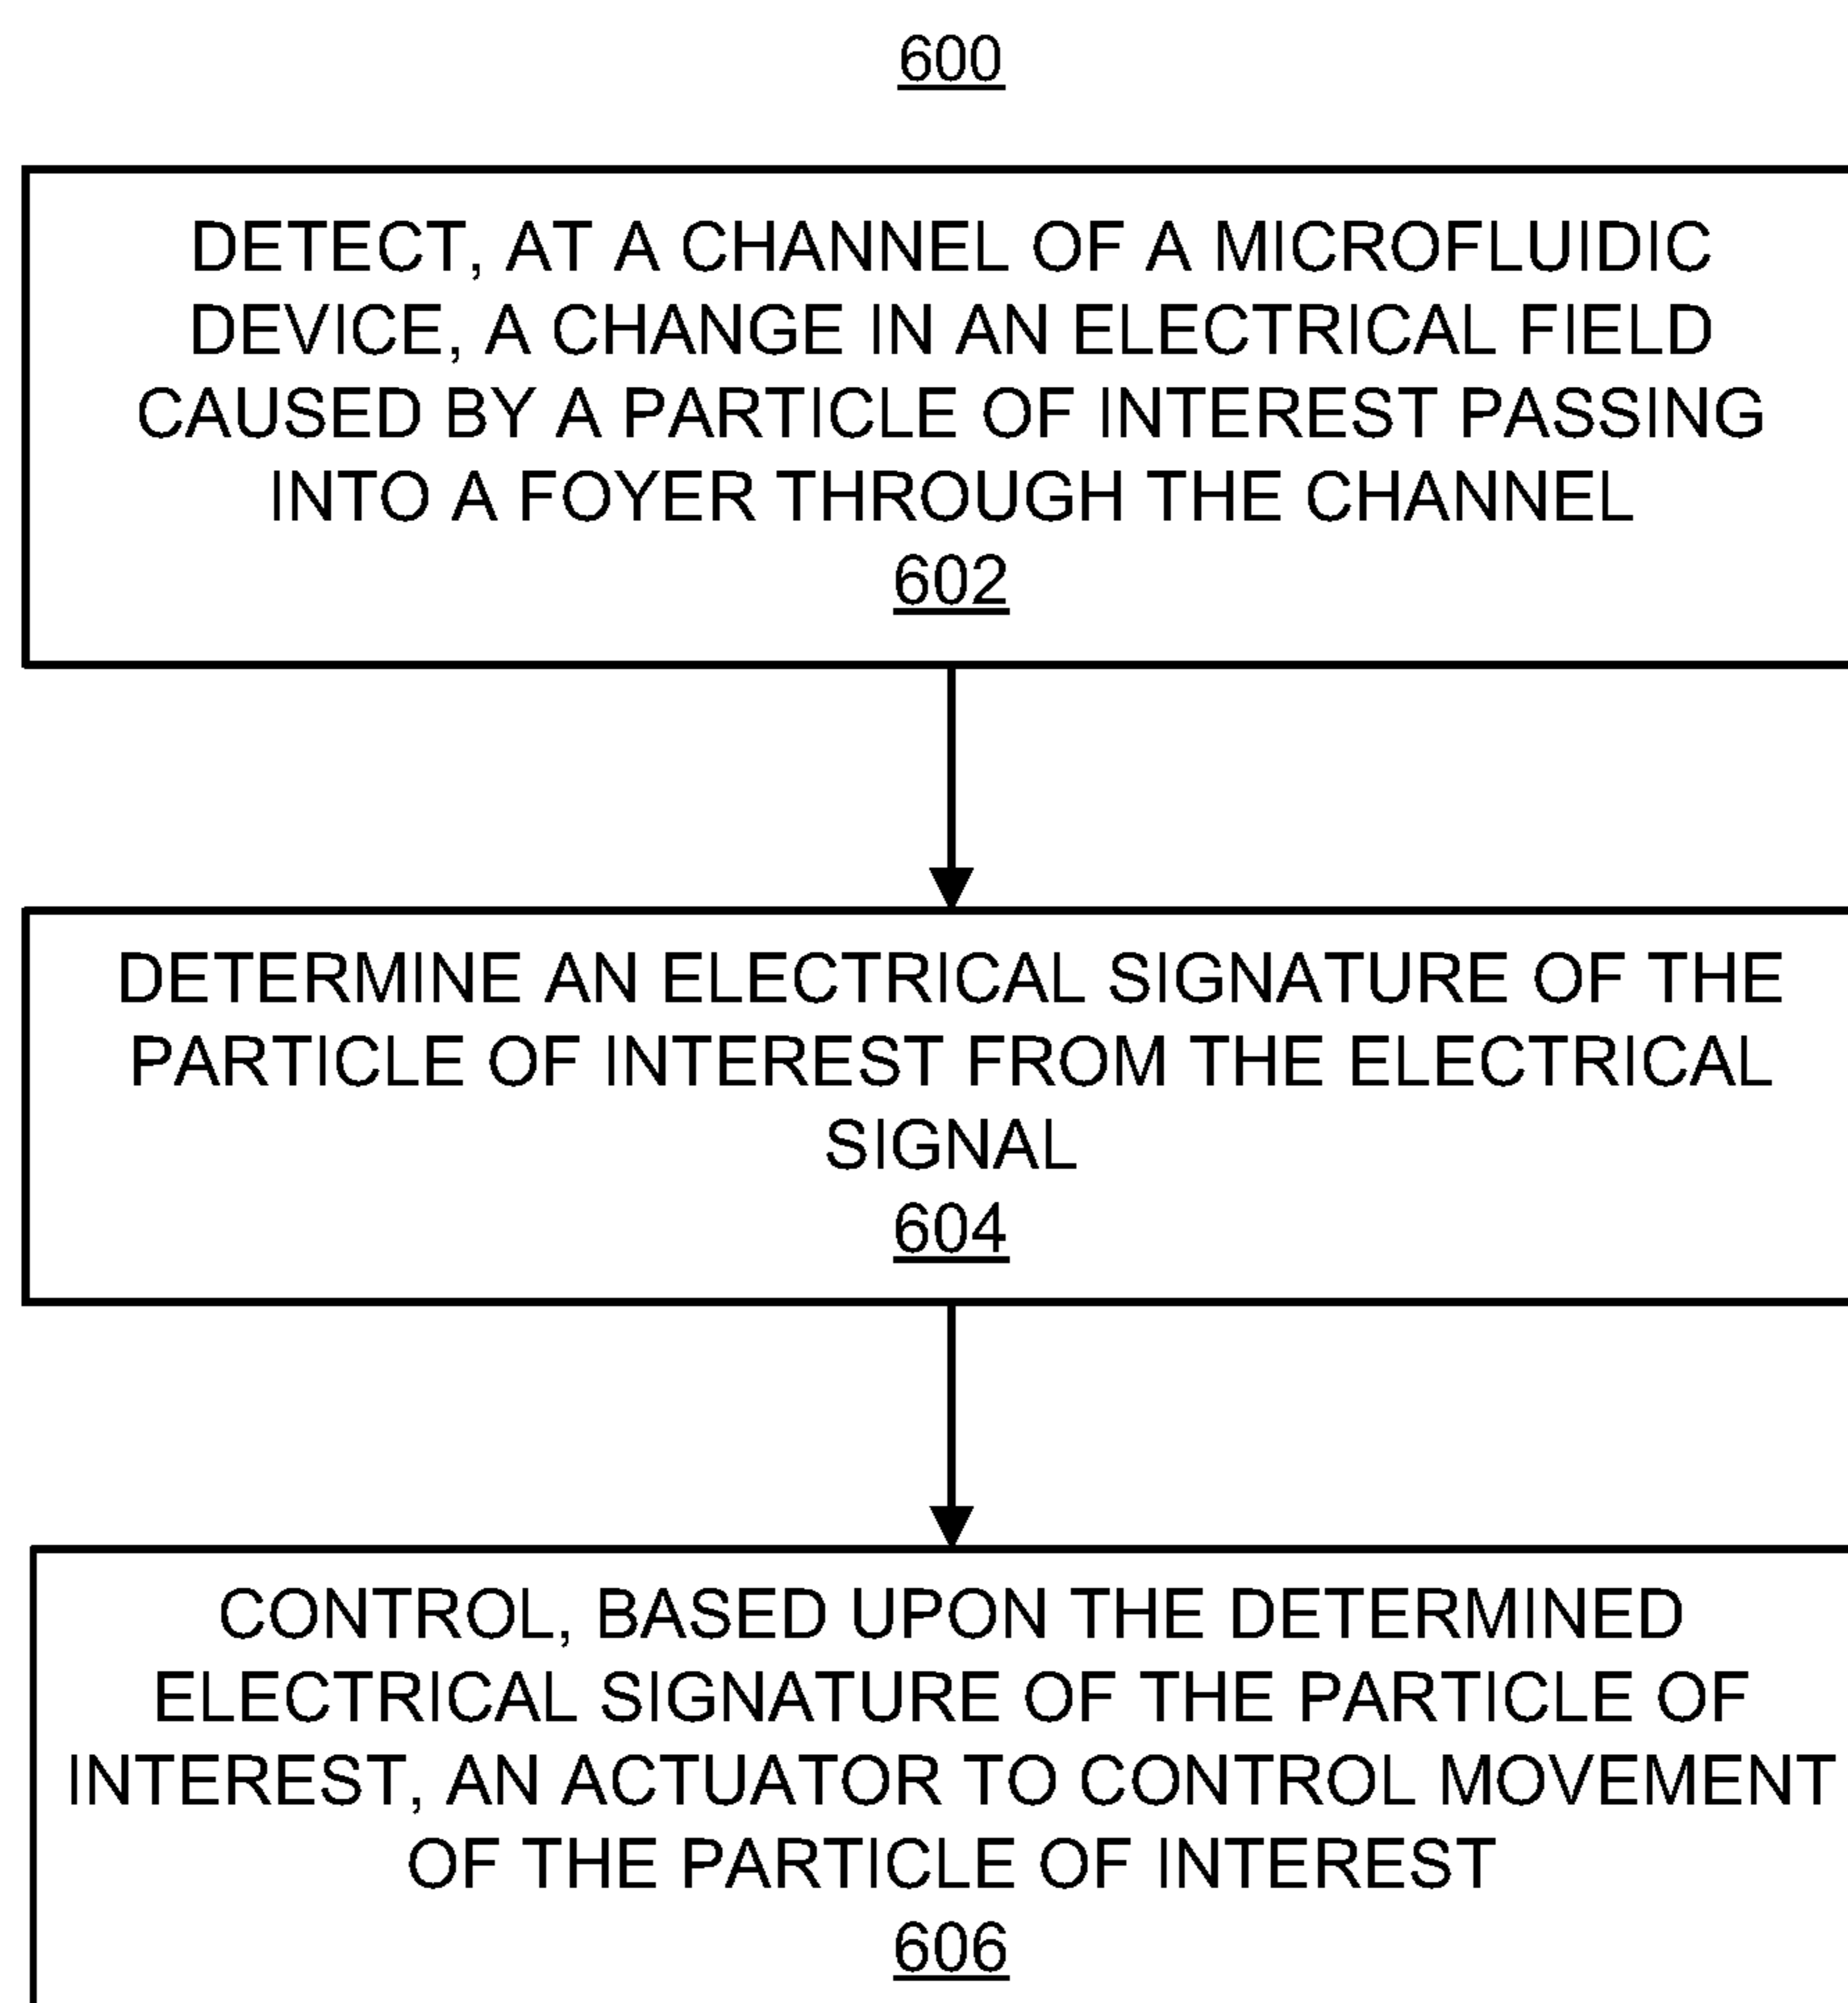 600
DETECT, AT A CHANNEL OF A MICROFLUIDIC
DEVICE, A CHANGE IN AN ELECTRICAL FIELD
CAUSED BY A PARTICLE OF INTEREST PASSING
INTO A FOYER THROUGH THE CHANNEL
602
DETERMINE AN ELECTRICAL SIGNATURE OF THE
PARTICLE OF INTEREST FROM THE ELECTRICAL
SIGNAL
604
CONTROL, BASED UPON THE DETERMINED
ELECTRICAL SIGNATURE OF THE PARTICLE OF
INTEREST, AN ACTUATOR TO CONTROL MOVEMENT
OF THE PARTICLE OF INTEREST
606